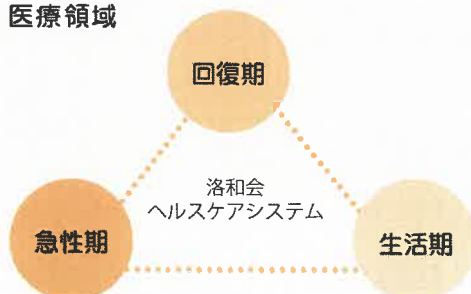 医療領域
回復期
洛和会
ヘルスケアシステム
急性期
生活期